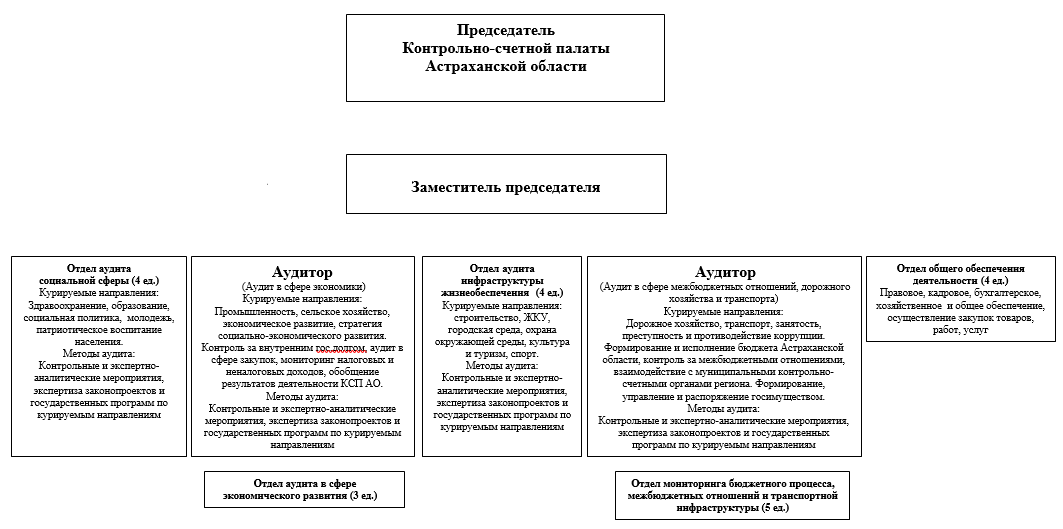 Председатель
Контрольно-счетной палаты
Астраханской области
Заместитель председателя
Отдел аудита
социальной сферы (4 ед.)
Курируемые направления:
Здравоохранение, образование,
социальная политика, молодежь,
патриотическое воспитание
населения.
Методы аудита:
Контрольные и экспертно-
аналитические мероприятия,
экспертиза законопроектов и
государственных программ по
курируемым направлениям
Аудитор
(Аудит в сфере экономики)
Курируемые направления:
Промышленность, сельское хозяйство,
экономическое развитие, стратегия
социально-экономического развития.
Контроль за внутренним гос.долгом, аудит в
сфере закупок, мониторинг налоговых и
неналоговых доходов, обобщение
результатов деятельности КСП АО.
Методы аудита:
Контрольные и экспертно-аналитические
мероприятия, экспертиза законопроектов и
государственных программ по курируемым
направлениям
Отдел аудита в сфере
экономического развития (3 ед.)
Отдел аудита
инфраструктуры
жизнеобеспечения (4 ед.)
Курируемые направления:
строительство, ЖКУ,
городская среда, охрана
окружающей среды, культура
и туризм, спорт.
Методы аудита:
Контрольные и экспертно-
аналитические мероприятия,
экспертиза законопроектов и
государственных программ по
курируемым направлениям
Аудитор
(Аудит в сфере межбюджетных отношений, дорожного
хозяйства и транспорта)
Курируемые направления:
Дорожное хозяйство, транспорт, занятость,
преступность и противодействие коррупции.
Формирование и исполнение бюджета Астраханской
области, контроль за межбюджетными отношениями,
взаимодействие с муниципальными контрольно-
счетными органами региона. Формирование,
управление и распоряжение госимуществом.
Методы аудита:
Контрольные и экспертно-аналитические мероприятия,
экспертиза законопроектов и государственных
программ по курируемым направлениям
Отдел мониторинга бюджетного процесса,
межбюджетных отношений и транспортной
инфраструктуры (5 ед.)
Отдел общего обеспечения
деятельности (4 ед.)
Правовое, кадровое, бухгалтерское,
хозяйственное и общее обеспечение,
осуществление закупок товаров,
работ, услуг